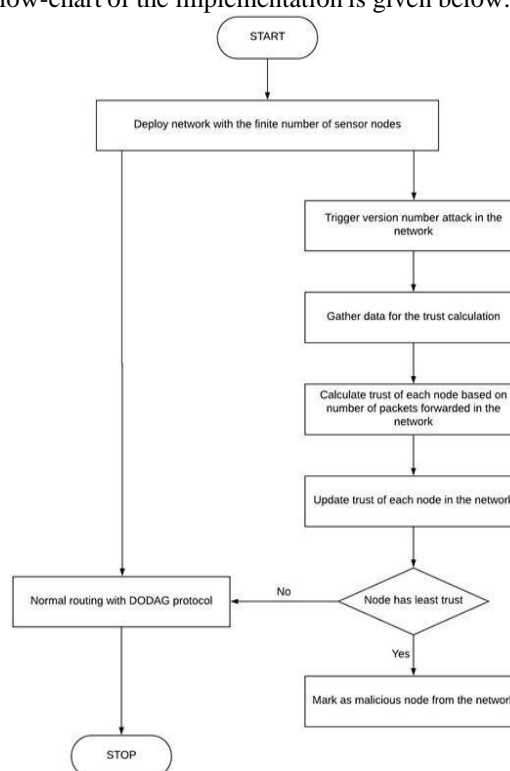 low-chart of the implementation is given below:
START
Deploy network with the finite number of sensor nodes
Trigger version number attack in the
network
Gather data for the trust calculation
Calculate trust of each node based on
number of packets forwarded in the
network
Update trust of each node in the network
Normal routing with DODAG protocol
No
Node has least trust
Yes
Mark as malicious node from the network
STOP